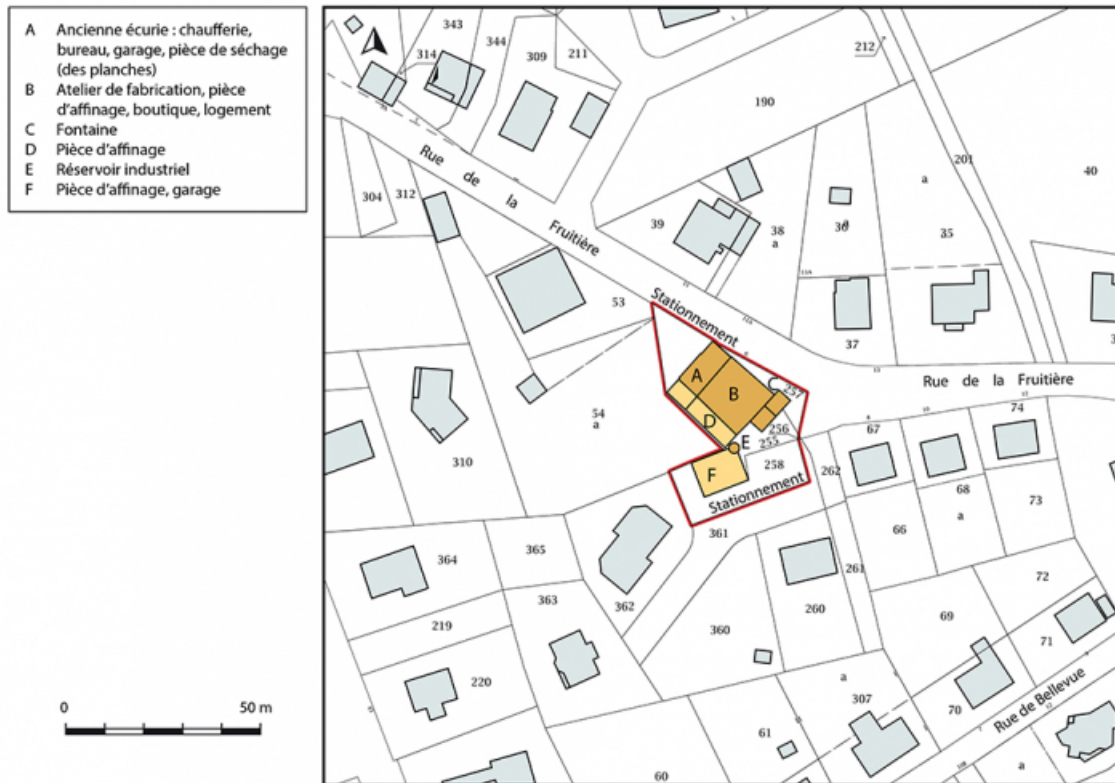 A Ancienne écurie : chaufferie,
bureau, garage, pièce de séchage
(des planches)
B Atelier de fabrication, pièce
d'affinage, boutique, logement
C Fontaine
D Pièce d'affinage
E Réservoir industriel
F Pièce d'affinage, garage
343
344
314
309
211
212
190
201
40
a
304
312
Rue de la Fruitière
39
38
a
36
a
35
53
Stationnement
37
Rue de la Fruitière
A
B
C
257
D
54
a
256
E
255
67
74
310
F
258
262
68
a
73
Stationnement
66
361
364
365
261
72
363
362
260
219
360
69
71
220
a
307
70
Rue de Bellevue
61
60
a
0 50 m